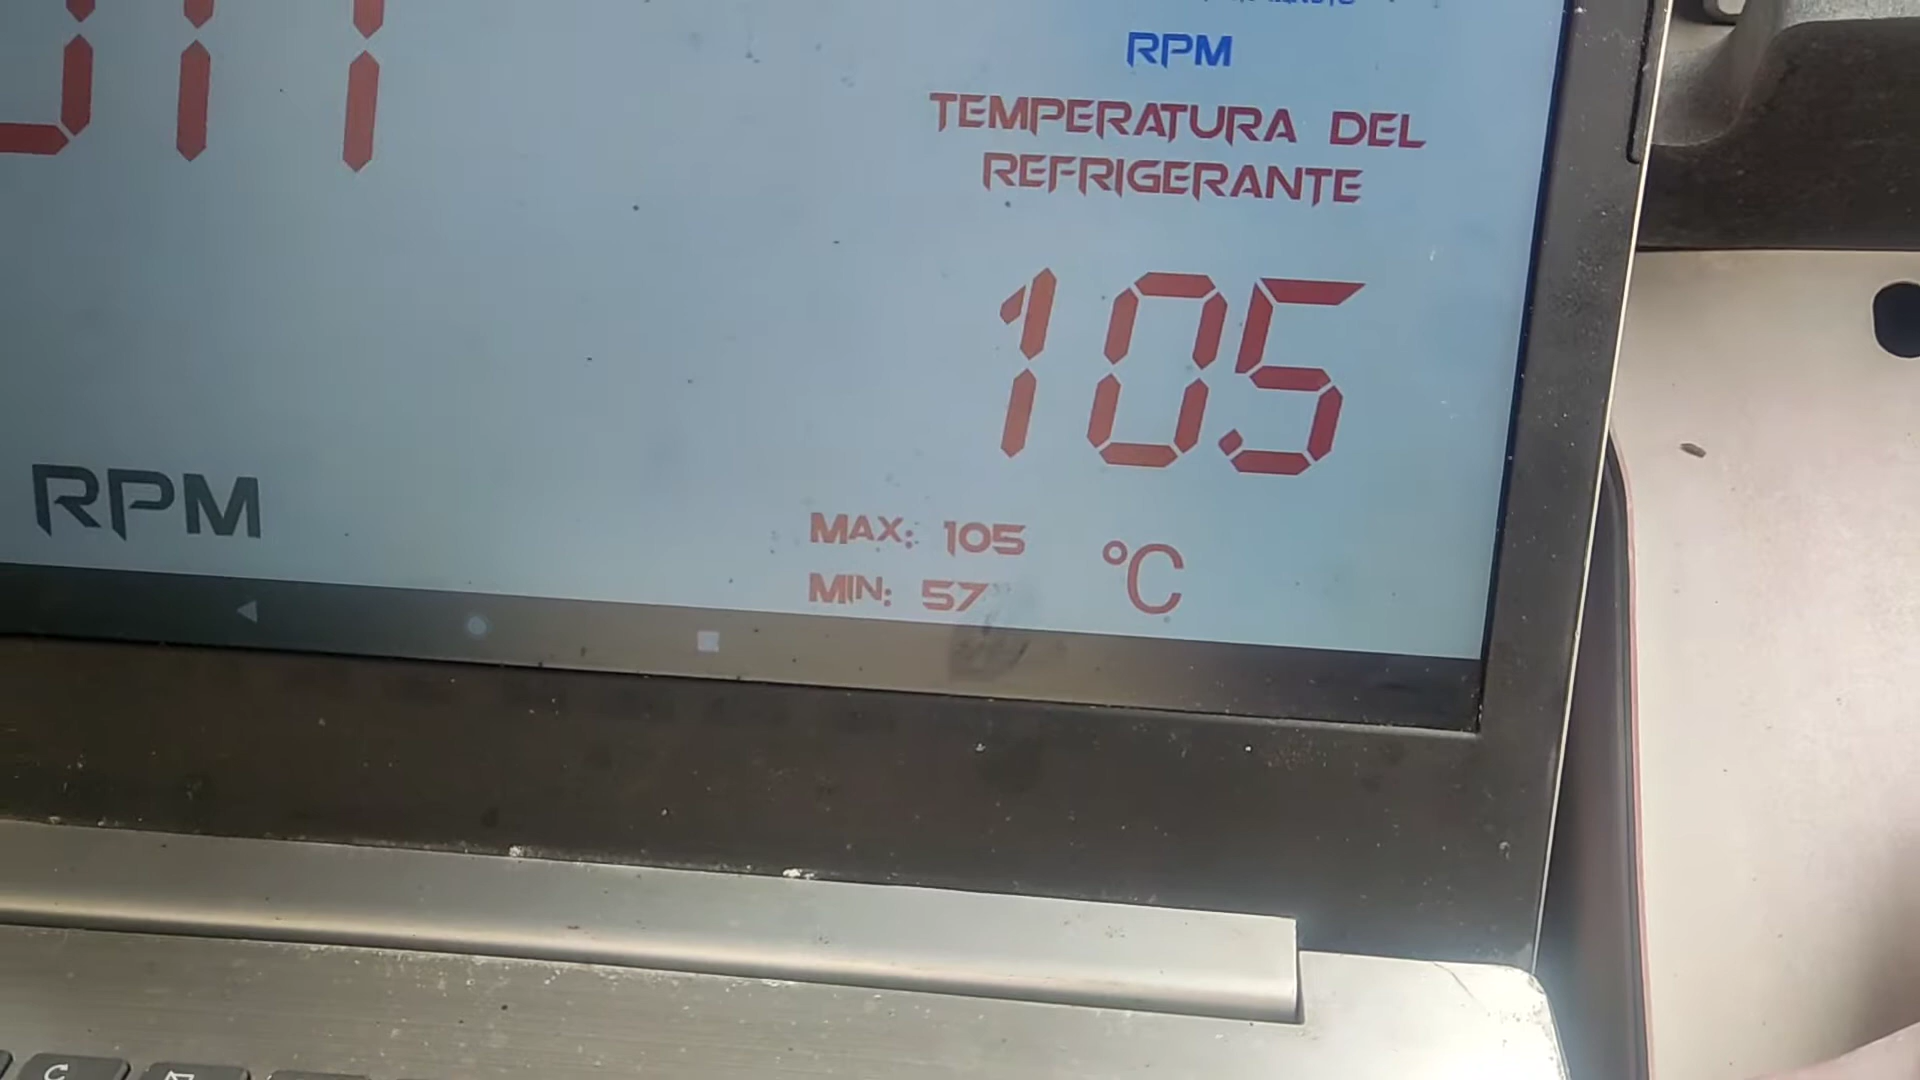 RPM
TEMPERATURA DEL
REFRIGERANTE
105
RPM
MAX: 105
°C
MIN: 57
C